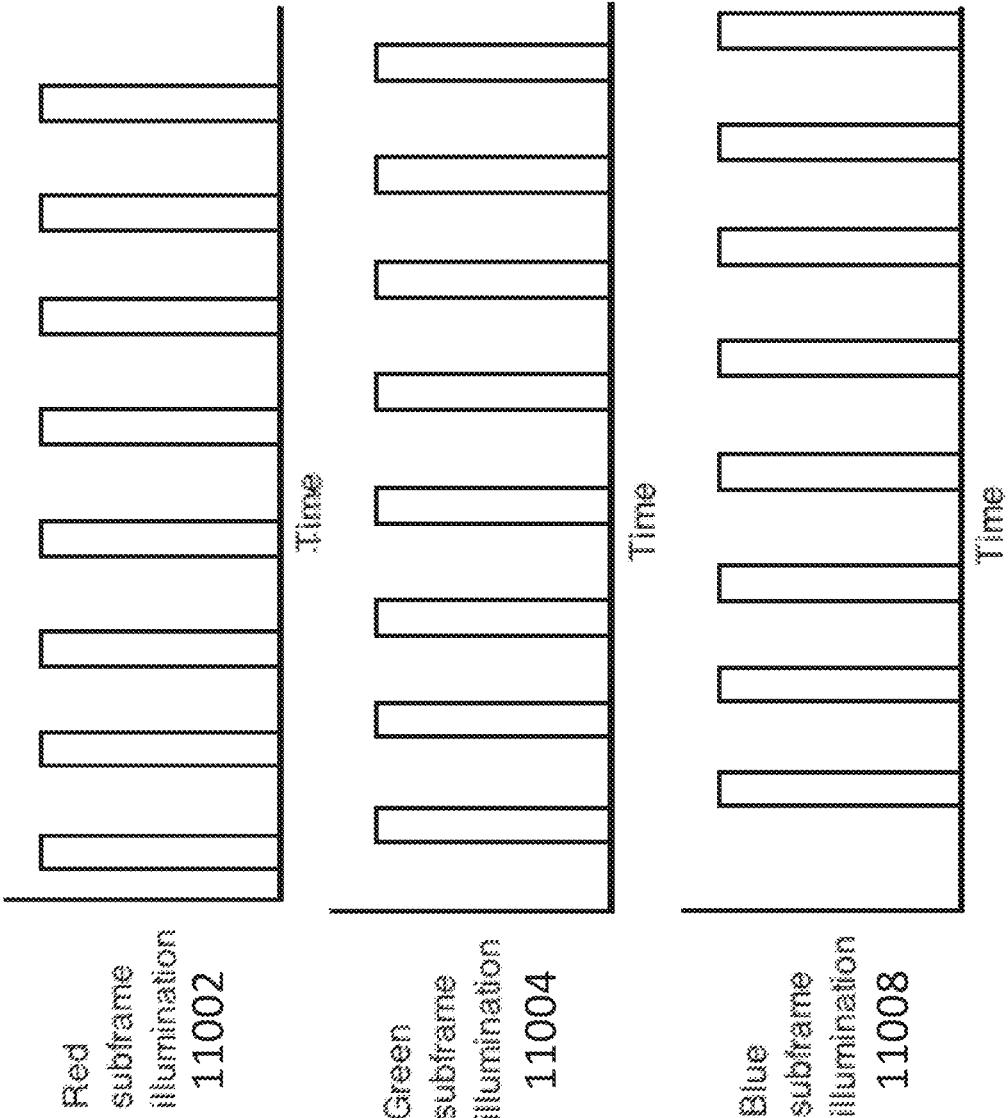 Red
subframe
illumination
11002
Time
Green
subframe
illumination
11004
Time
Blue
subframe
illumination
11008
Time